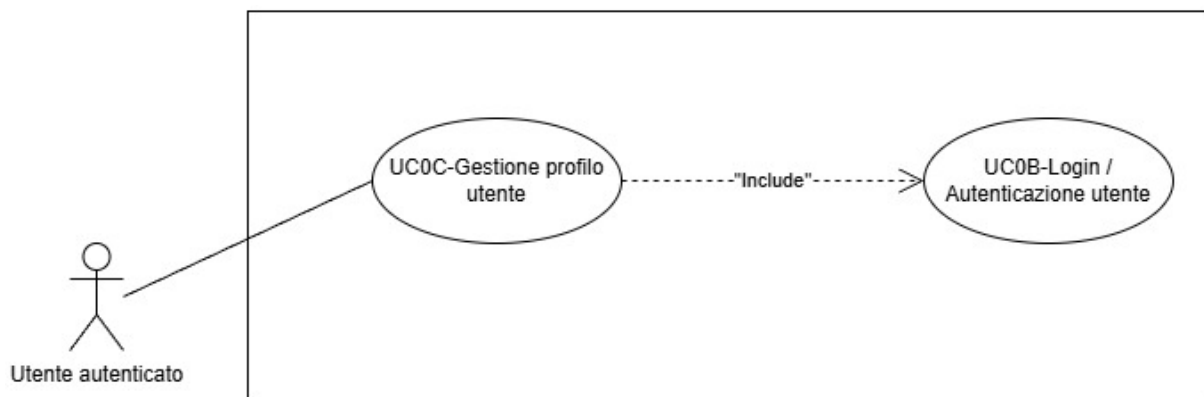 UC0C-Gestione profilo
utente
"Include"
UC0B-Login /
Autenticazione utente
Utente autenticato